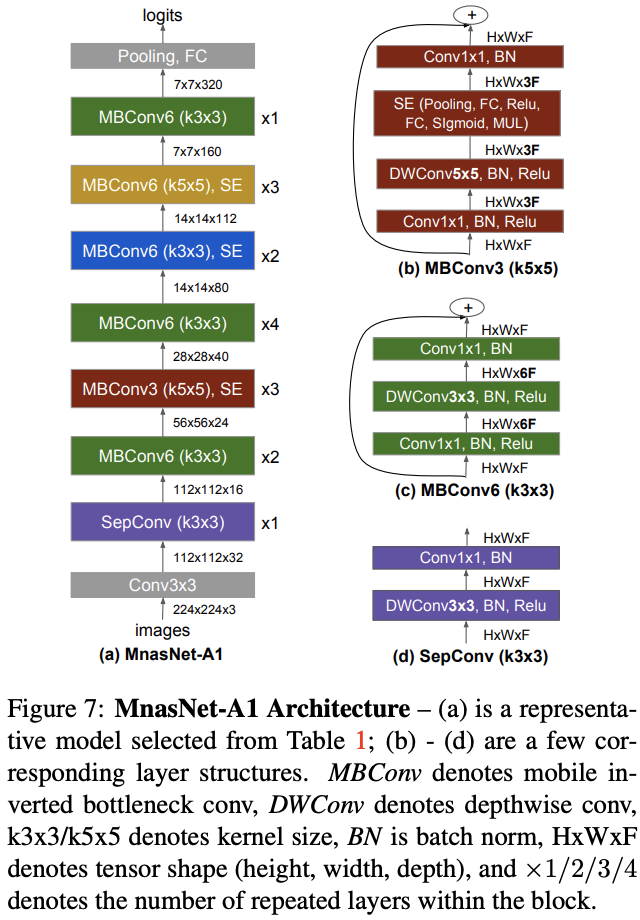 logits
Pooling, FC
7x7x320
MBConv6 (k3x3)
x1
7x7x160
MBConv6 (k5x5), SE
x3
14x14x112
MBConv6 (k3x3), SE
x2
14x14x80
MBConv6 (k3x3)
x4
28x28x40
MBConv3 (k5x5), SE
x3
56x56x24
MBConv6 (k3x3)
x2
112x112x16
SepConv (k3x3)
x1
112x112x32
Conv3x3
224x224x3
images
(a) MnasNet-A1
+
HxWxF
Conv1x1, BN
HxWx3F
SE (Pooling, FC, Relu,
FC, SIgmoid, MUL)
HxWx3F
DWConv5x5, BN, Relu
HxWx3F
Conv1x1, BN, Relu
HxWxF
(b) MBConv3 (k5x5)
+
HxWxF
Conv1x1, BN
HxWx6F
DWConv3x3, BN, Relu
HxWx6F
Conv1x1, BN, Relu
HxWxF
(c) MBConv6 (k3x3)
HxWxF
Conv1x1, BN
HxWxF
DWConv3x3, BN, Relu
HxWxF
(d) SepConv (k3x3)
Figure 7: MnasNet-A1 Architecture – (a) is a representa-
tive model selected from Table 1; (b) - (d) are a few cor-
responding layer structures. MBConv denotes mobile in-
verted bottleneck conv, DWConv denotes depthwise conv,
k3x3/k5x5 denotes kernel size, BN is batch norm, HxWxF
denotes tensor shape (height, width, depth), and ×1/2/3/4
denotes the number of repeated layers within the block.